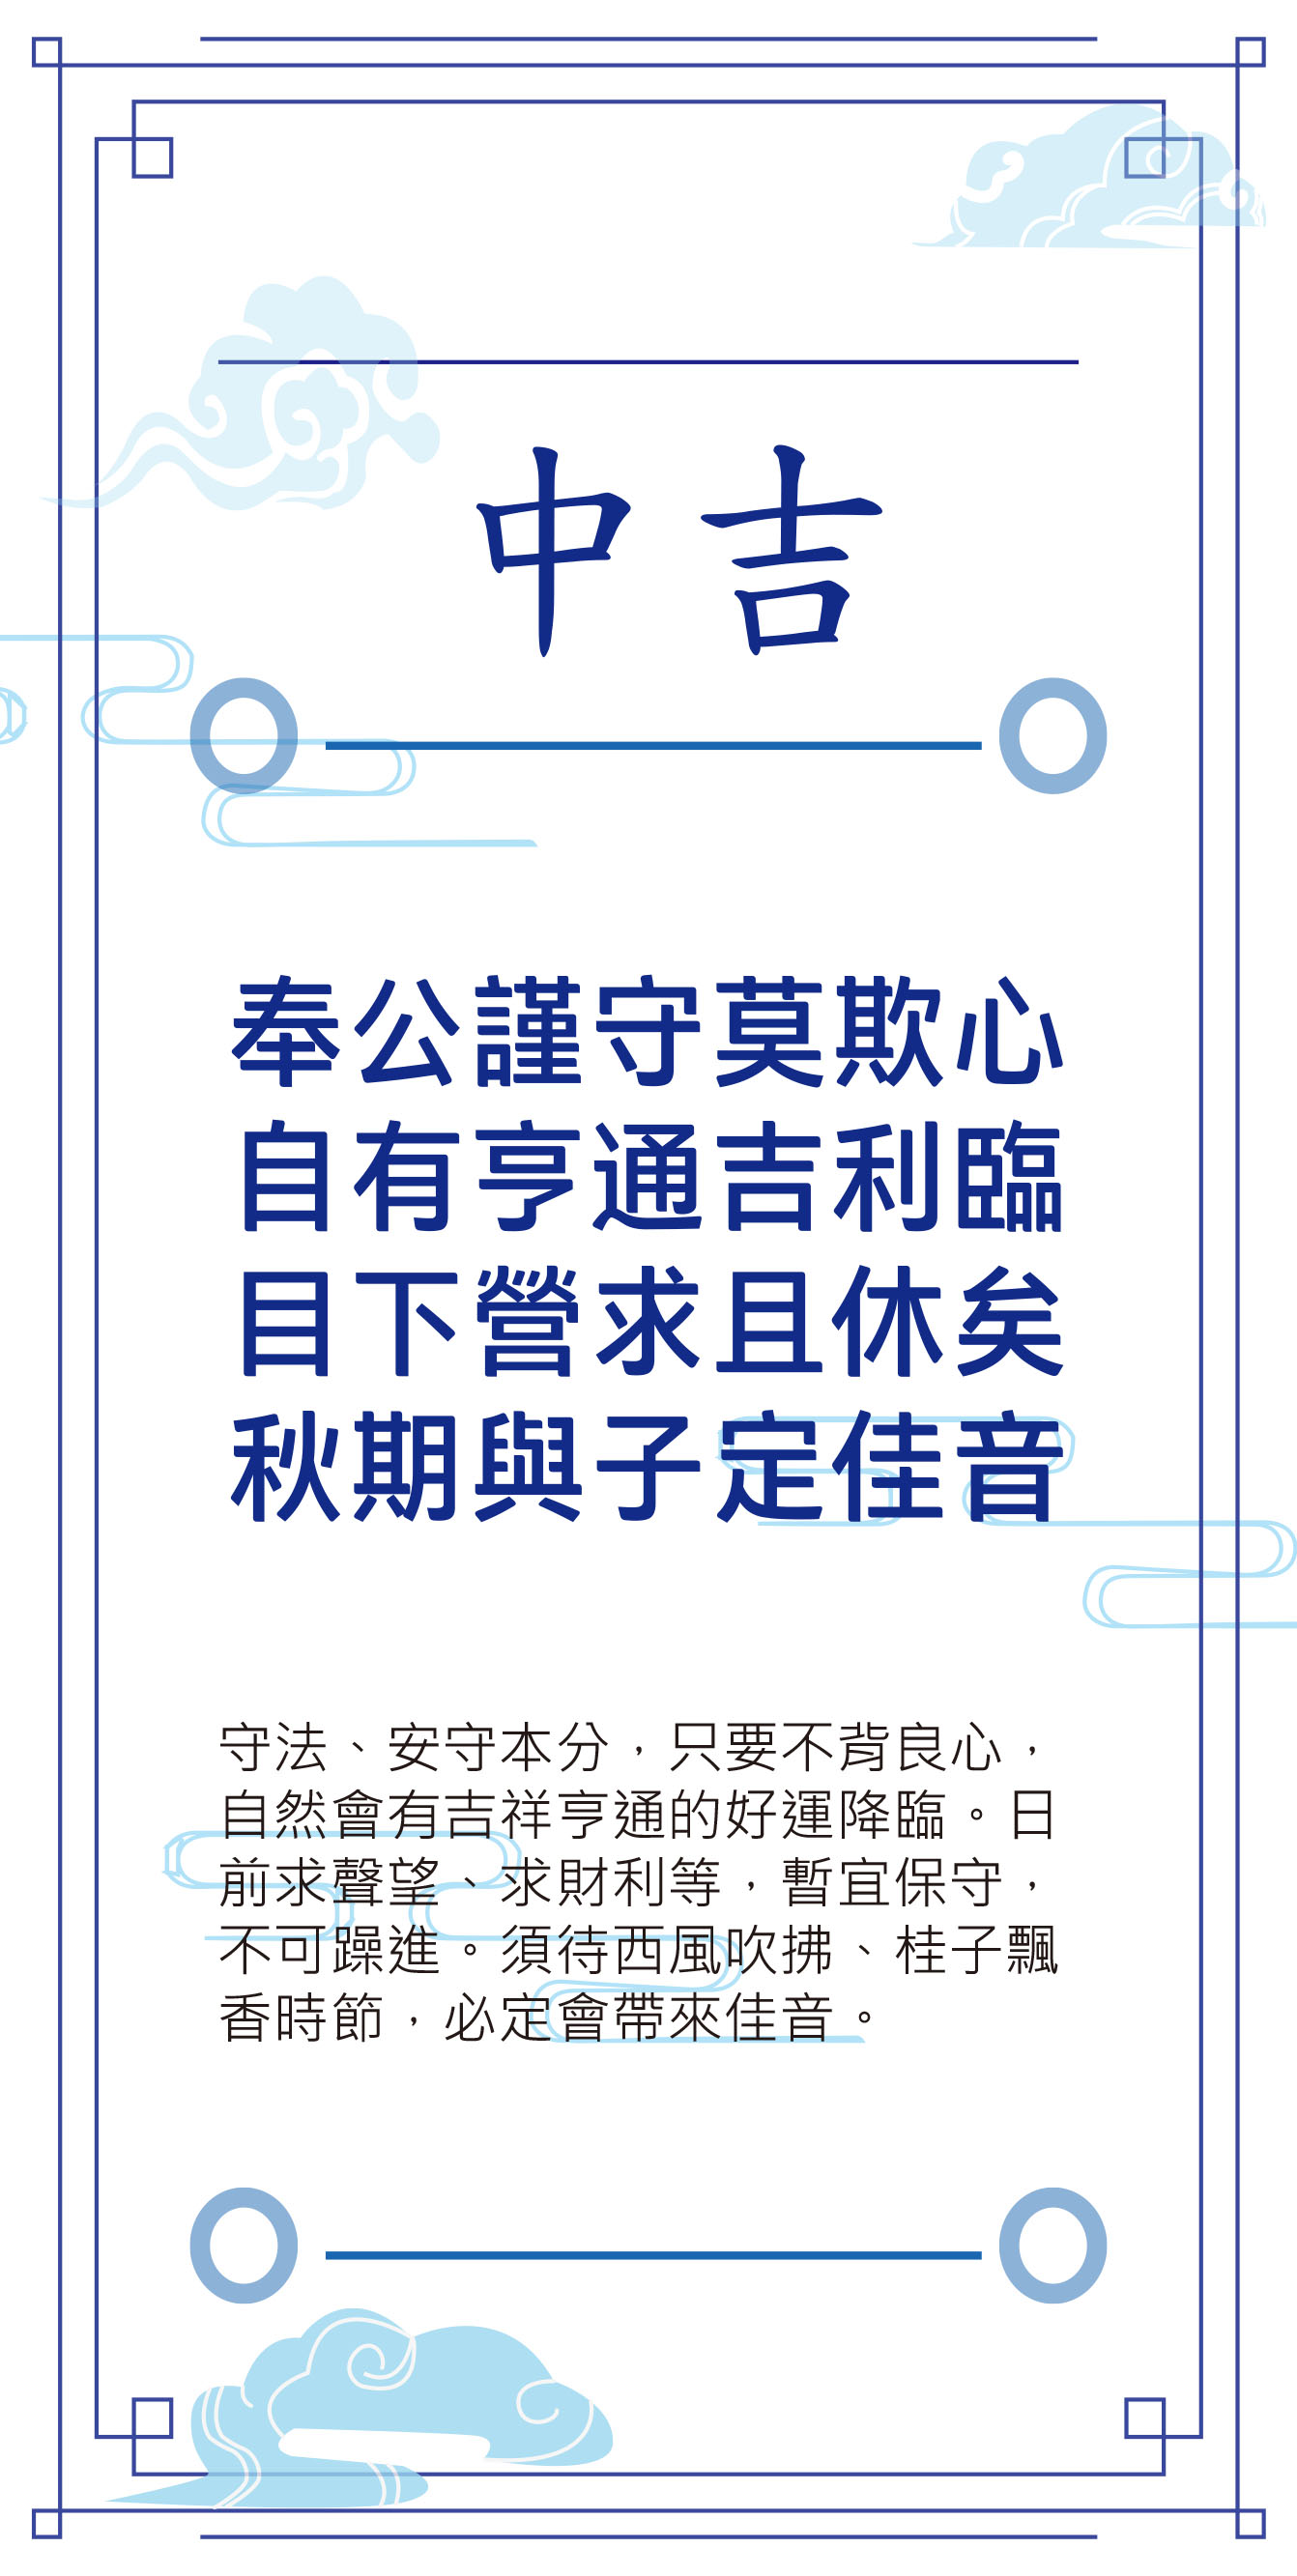 中吉
奉公謹守莫欺心
自有亨通吉利臨
目下營求且休矣
秋期與子定佳音
守法、安守本分，只要不背良心，
自然會有吉祥亨通的好運降臨。日
前求聲望、求財利等，暫宜保守，
不可躁進。須待西風吹拂、桂子飄
香時節，必定會帶來佳音。